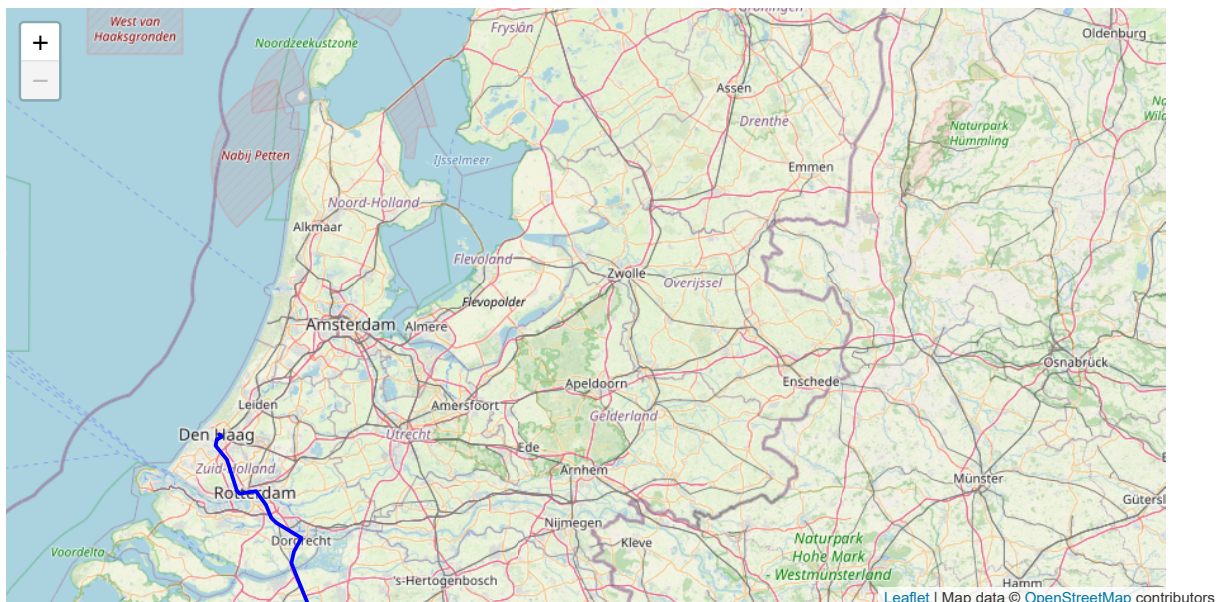 +
−
West van
Haaksgronden
Noordzeekustzone
Fryslân
Groningen
Oldenburg
Assen
Drenthe
Naturpark
Hümmling
Nabij Petten
IJsselmeer
Emmen
Noord-Holland
Alkmaar
Flevoland
Zwolle
Overijssel
Flevopolder
Amsterdam
Almere
Osnabrück
Apeldoorn
Enschede
Leiden
Amersfoort
Gelderland
Den Haag
Utrecht
Ede
Zuid-Holland
Arnhem
Rotterdam
Münster
Nijmegen
Dordrecht
Kleve
Voordelta
Naturpark
Hohe Mark
- Westmünsterland
's-Hertogenbosch
Hamm
Leaflet | Map data © OpenStreetMap contributors